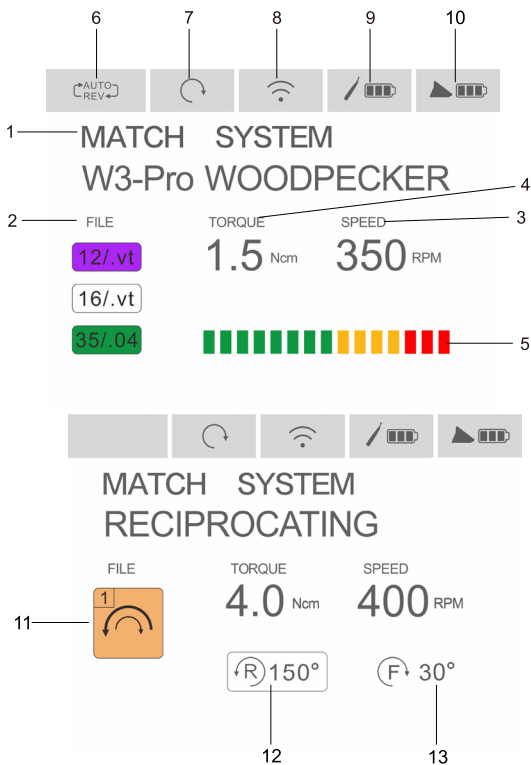 6 7 8 9 10
AUTO
REV
1 MATCH SYSTEM
W3-Pro WOODPECKER
4
2 FILE TORQUE SPEED 3
12/.vt 1.5 Ncm 350 RPM
16/.vt
35/.04 5
MATCH SYSTEM
RECIPROCATING
FILE TORQUE SPEED
1 4.0 Ncm 400 RPM
11
R 150° F 30°
12 13